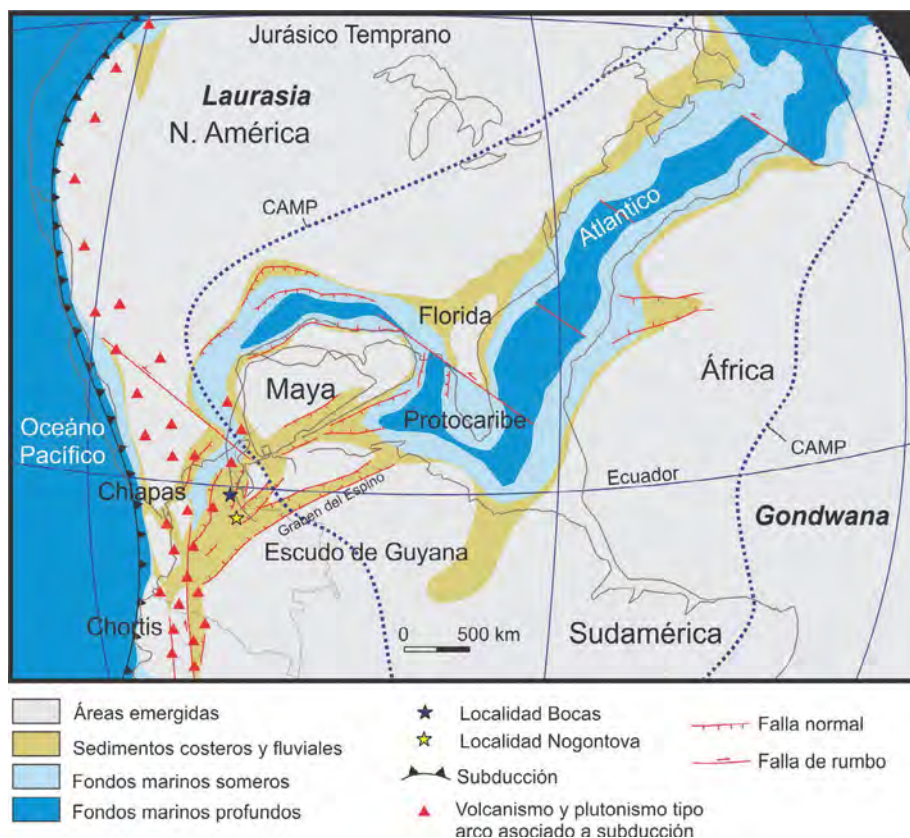 Jurásico Temprano
Laurasia
N. América
CAMP
Atlantico
Florida
África
Maya
Oceáno
Pacífico
Protocaribe
CAMP
Chiapas
Ecuador
Graben del Espino
Gondwana
Escudo de Guyana
Chortis
0 500 km
Sudamérica
Áreas emergidas
Sedimentos costeros y fluviales
Fondos marinos someros
Fondos marinos profundos
Localidad Bocas
Localidad Nogontova
Subducción
Volcanismo y plutonismo tipo
arco asociado a subducción
Falla normal
Falla de rumbo